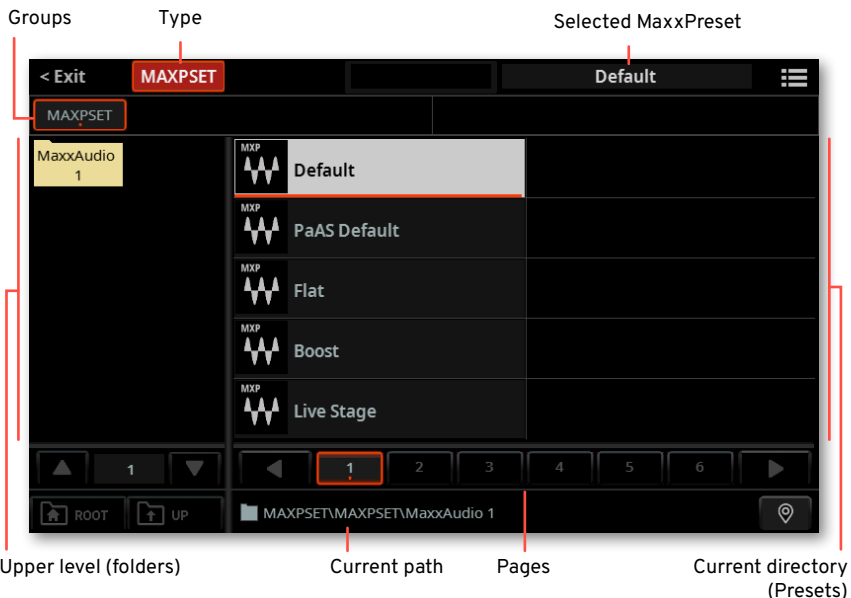 Groups
Type
Selected MaxxPreset
< Exit
MAXPSET
Default
MAXPSET
MaxxAudio
1
MXP
Default
MXP
PaAS Default
MXP
Flat
MXP
Boost
MXP
Live Stage
1
1
2
3
4
5
6
ROOT
UP
MAXPSET\MAXPSET\MaxxAudio 1
Upper level (folders)
Current path
Pages
Current directory
(Presets)